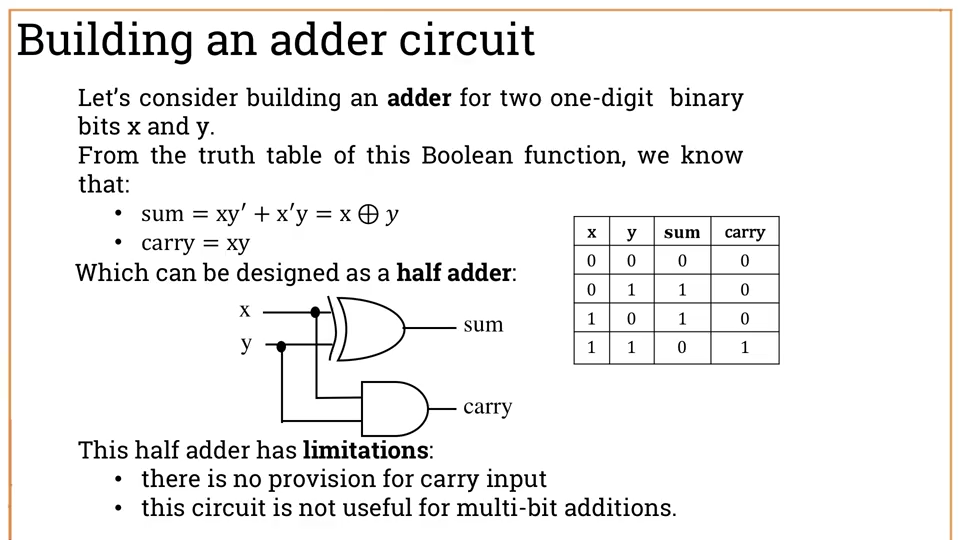 Building an adder circuit
Let’s consider building an adder for two one-digit binary
bits x and y.
From the truth table of this Boolean function, we know
that:
• sum = xy′ + x′y = x ⊕ y
• carry = xy
Which can be designed as a half adder:
x y sum carry
0 0 0 0
0 1 1 0
1 0 1 0
1 1 0 1
x
y
sum
carry
This half adder has limitations:
• there is no provision for carry input
• this circuit is not useful for multi-bit additions.